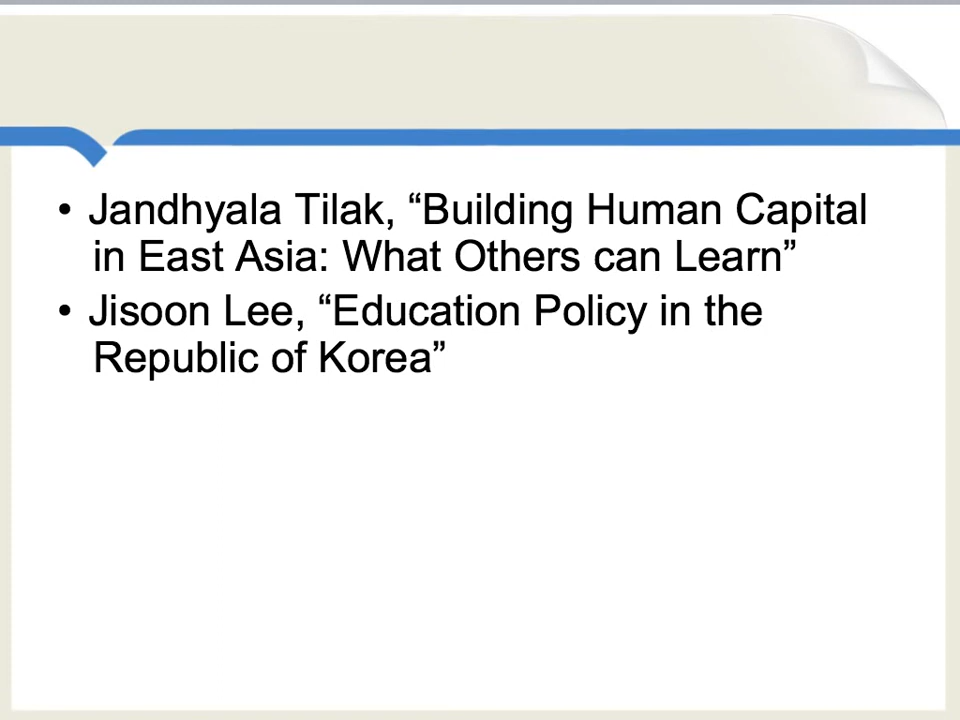 • Jandhyala Tilak, “Building Human Capital
in East Asia: What Others can Learn”
• Jisoon Lee, “Education Policy in the
Republic of Korea”